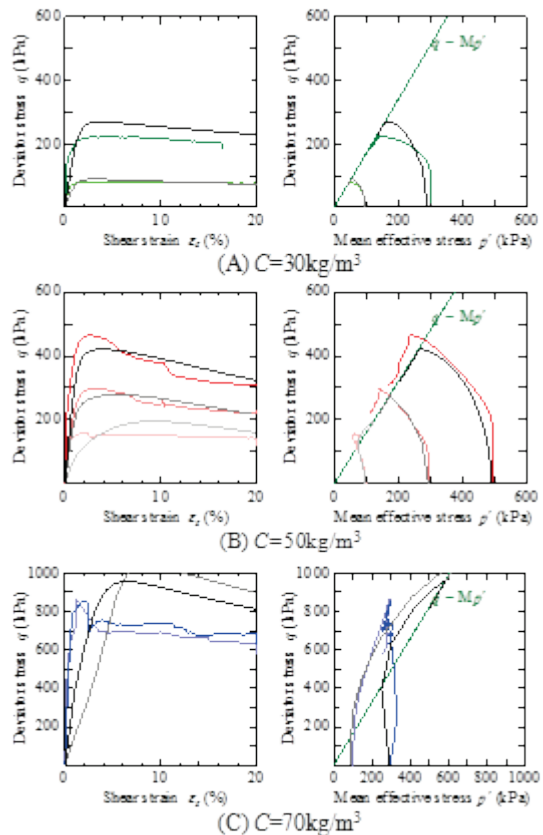 Deviator stress q (kPa)
600
400
200
0
10
20
Shear strain εs (%)
Deviator stress q (kPa)
600
400
200
q = Mp'
0
200
400
600
Mean effective stress p' (kPa)
(A) C=30kg/m³
Deviator stress q (kPa)
600
400
200
0
10
20
Shear strain εs (%)
Deviator stress q (kPa)
600
400
200
q = Mp'
0
200
400
600
Mean effective stress p' (kPa)
(B) C=50kg/m³
Deviator stress q (kPa)
1000
800
600
400
200
0
10
20
Shear strain εs (%)
Deviator stress q (kPa)
1000
800
600
400
200
q = Mp'
0
200
400
600
800
1000
Mean effective stress p' (kPa)
(C) C=70kg/m³